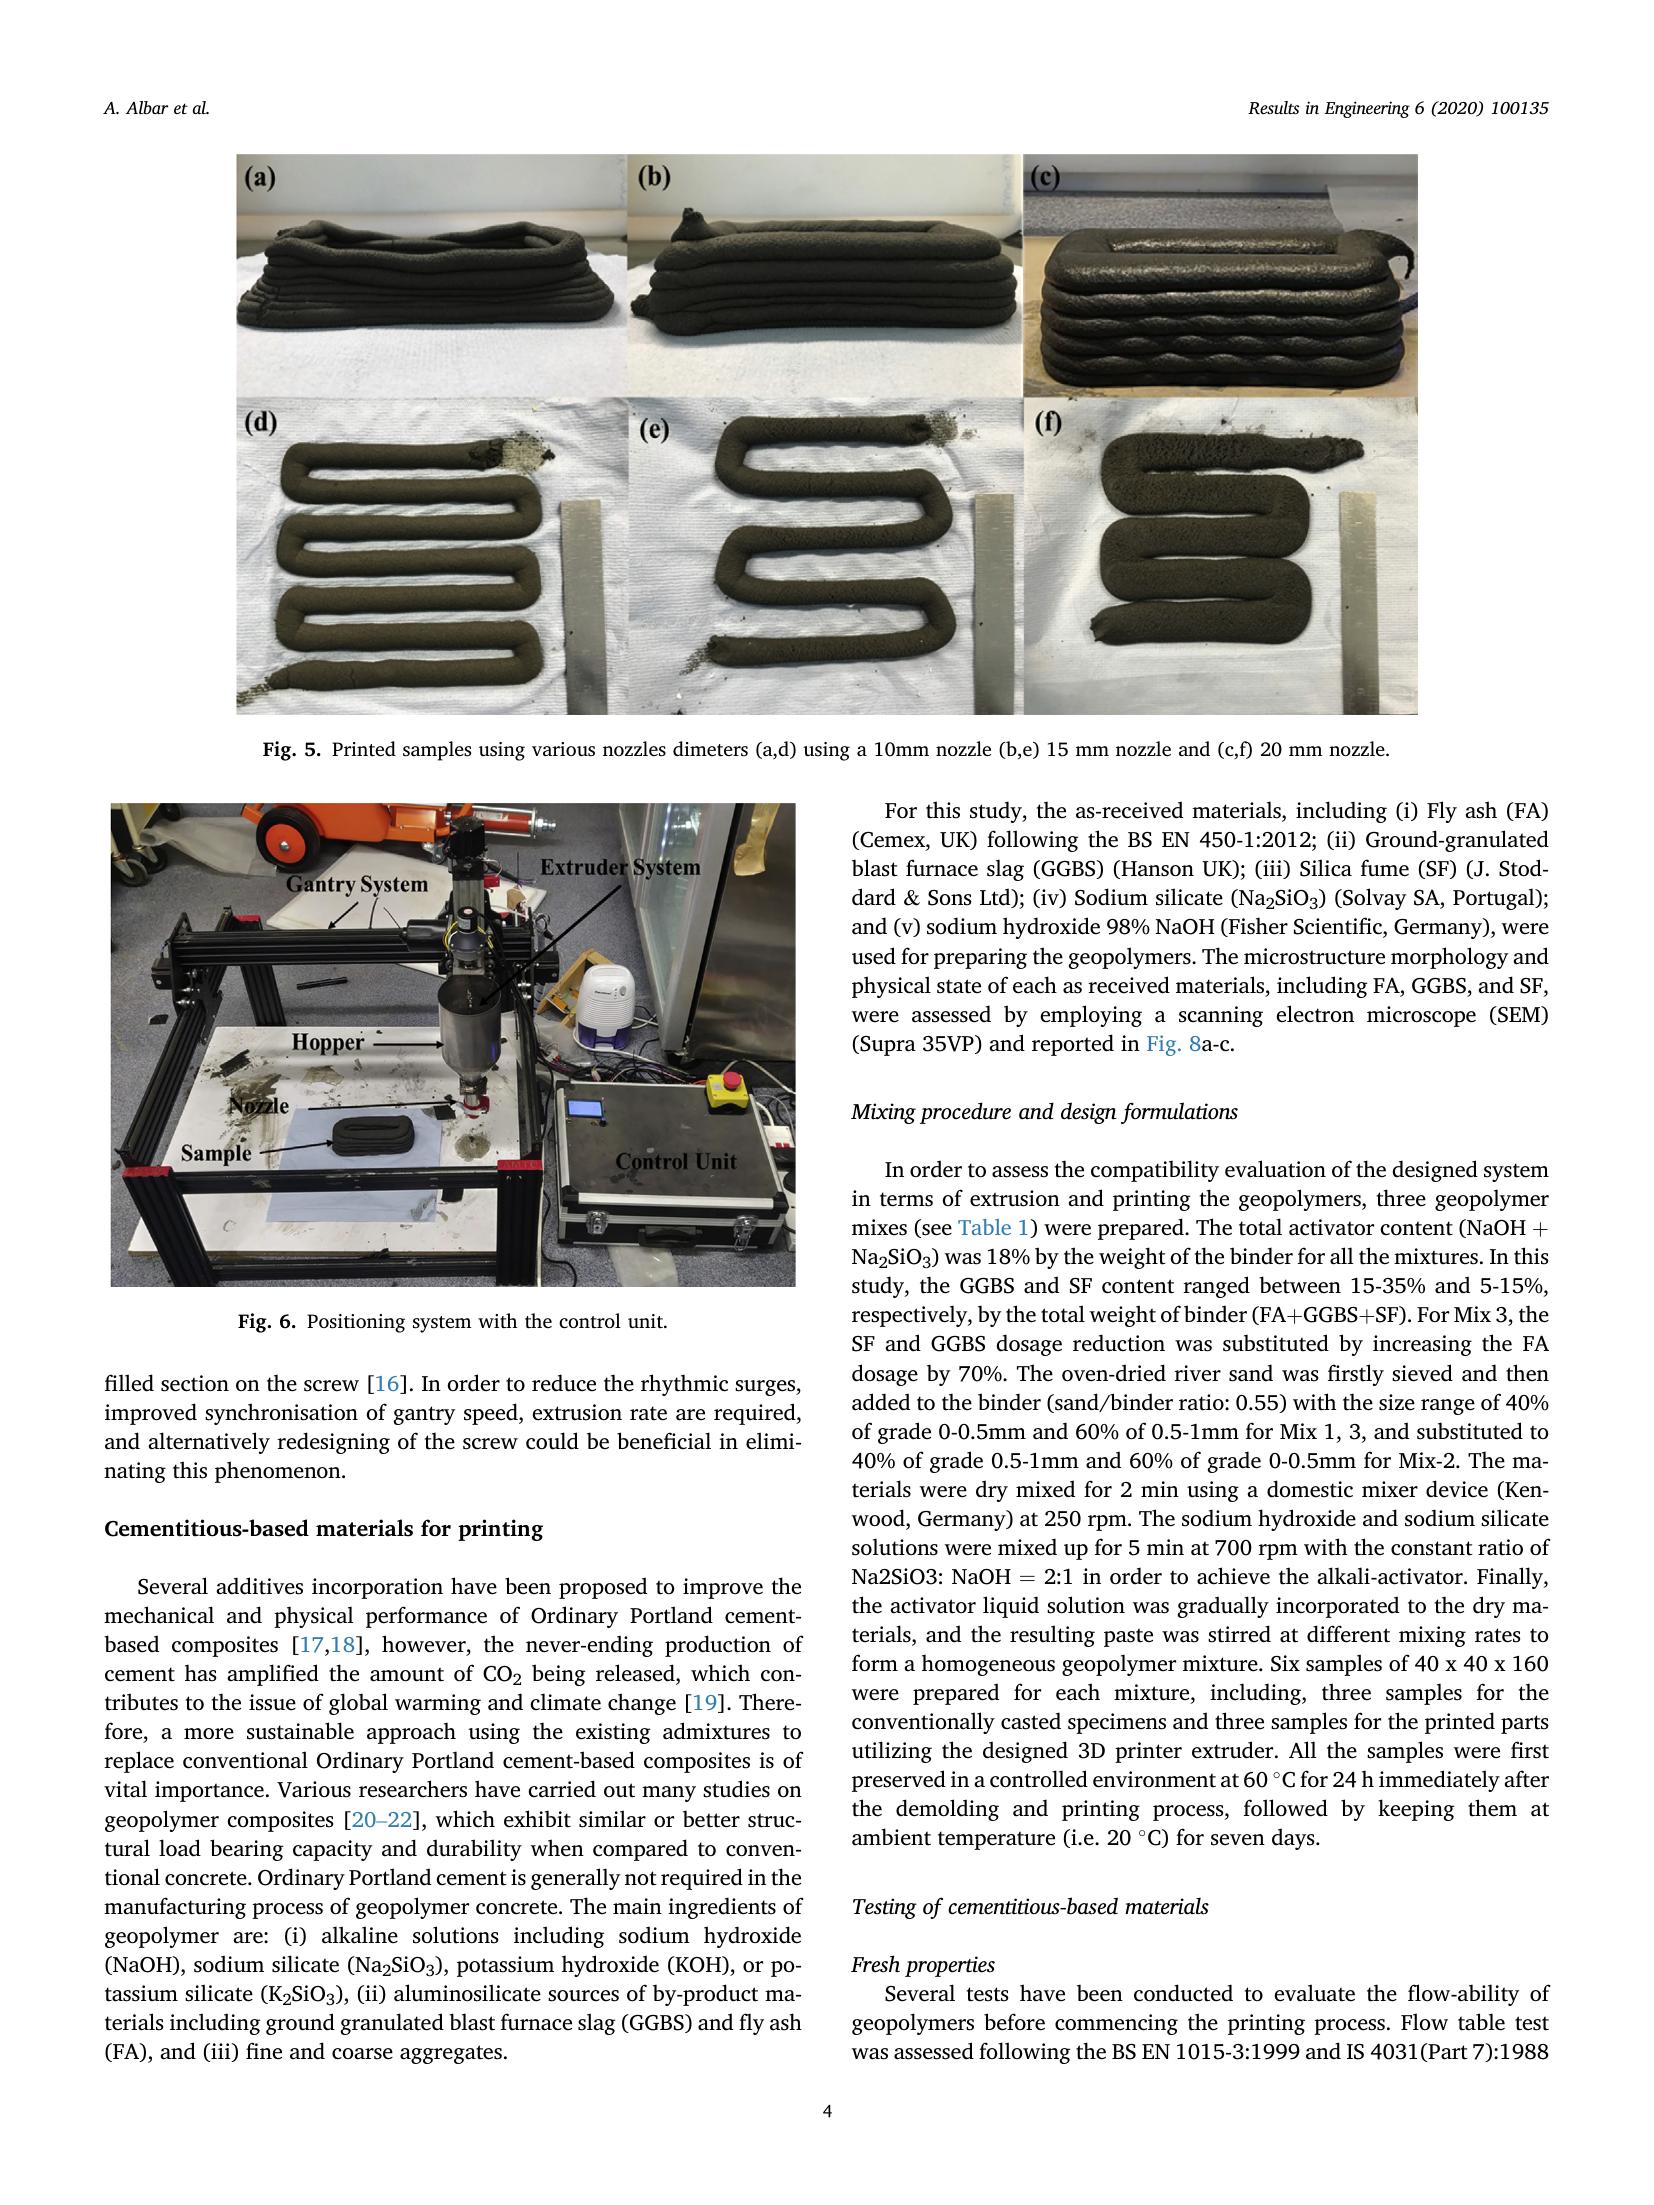 A. Albar et al.
Results in Engineering 6 (2020) 100135
(a)
(b)
(c)
(d)
(e)
(f)
Fig. 5. Printed samples using various nozzles dimeters (a,d) using a 10mm nozzle (b,e) 15 mm nozzle and (c,f) 20 mm nozzle.
Gantry System
Extruder System
Hopper
Nozzle
Sample
Control Unit
Fig. 6. Positioning system with the control unit.
filled section on the screw [16]. In order to reduce the rhythmic surges,
improved synchronisation of gantry speed, extrusion rate are required,
and alternatively redesigning of the screw could be beneficial in elimi-
nating this phenomenon.
Cementitious-based materials for printing
Several additives incorporation have been proposed to improve the
mechanical and physical performance of Ordinary Portland cement-
based composites [17,18], however, the never-ending production of
cement has amplified the amount of CO2 being released, which con-
tributes to the issue of global warming and climate change [19]. There-
fore, a more sustainable approach using the existing admixtures to
replace conventional Ordinary Portland cement-based composites is of
vital importance. Various researchers have carried out many studies on
geopolymer composites [20–22], which exhibit similar or better struc-
tural load bearing capacity and durability when compared to conven-
tional concrete. Ordinary Portland cement is generally not required in the
manufacturing process of geopolymer concrete. The main ingredients of
geopolymer are: (i) alkaline solutions including sodium hydroxide
(NaOH), sodium silicate (Na2SiO3), potassium hydroxide (KOH), or po-
tassium silicate (K2SiO3), (ii) aluminosilicate sources of by-product ma-
terials including ground granulated blast furnace slag (GGBS) and fly ash
(FA), and (iii) fine and coarse aggregates.
For this study, the as-received materials, including (i) Fly ash (FA)
(Cemex, UK) following the BS EN 450-1:2012; (ii) Ground-granulated
blast furnace slag (GGBS) (Hanson UK); (iii) Silica fume (SF) (J. Stod-
dard & Sons Ltd); (iv) Sodium silicate (Na2SiO3) (Solvay SA, Portugal);
and (v) sodium hydroxide 98% NaOH (Fisher Scientific, Germany), were
used for preparing the geopolymers. The microstructure morphology and
physical state of each as received materials, including FA, GGBS, and SF,
were assessed by employing a scanning electron microscope (SEM)
(Supra 35VP) and reported in Fig. 8a-c.
Mixing procedure and design formulations
In order to assess the compatibility evaluation of the designed system
in terms of extrusion and printing the geopolymers, three geopolymer
mixes (see Table 1) were prepared. The total activator content (NaOH +
Na2SiO3) was 18% by the weight of the binder for all the mixtures. In this
study, the GGBS and SF content ranged between 15-35% and 5-15%,
respectively, by the total weight of binder (FA+GGBS+SF). For Mix 3, the
SF and GGBS dosage reduction was substituted by increasing the FA
dosage by 70%. The oven-dried river sand was firstly sieved and then
added to the binder (sand/binder ratio: 0.55) with the size range of 40%
of grade 0-0.5mm and 60% of 0.5-1mm for Mix 1, 3, and substituted to
40% of grade 0.5-1mm and 60% of grade 0-0.5mm for Mix-2. The ma-
terials were dry mixed for 2 min using a domestic mixer device (Ken-
wood, Germany) at 250 rpm. The sodium hydroxide and sodium silicate
solutions were mixed up for 5 min at 700 rpm with the constant ratio of
Na2SiO3: NaOH = 2:1 in order to achieve the alkali-activator. Finally,
the activator liquid solution was gradually incorporated to the dry ma-
terials, and the resulting paste was stirred at different mixing rates to
form a homogeneous geopolymer mixture. Six samples of 40 x 40 x 160
were prepared for each mixture, including, three samples for the
conventionally casted specimens and three samples for the printed parts
utilizing the designed 3D printer extruder. All the samples were first
preserved in a controlled environment at 60 °C for 24 h immediately after
the demolding and printing process, followed by keeping them at
ambient temperature (i.e. 20 °C) for seven days.
Testing of cementitious-based materials
Fresh properties
Several tests have been conducted to evaluate the flow-ability of
geopolymers before commencing the printing process. Flow table test
was assessed following the BS EN 1015-3:1999 and IS 4031(Part 7):1988
4